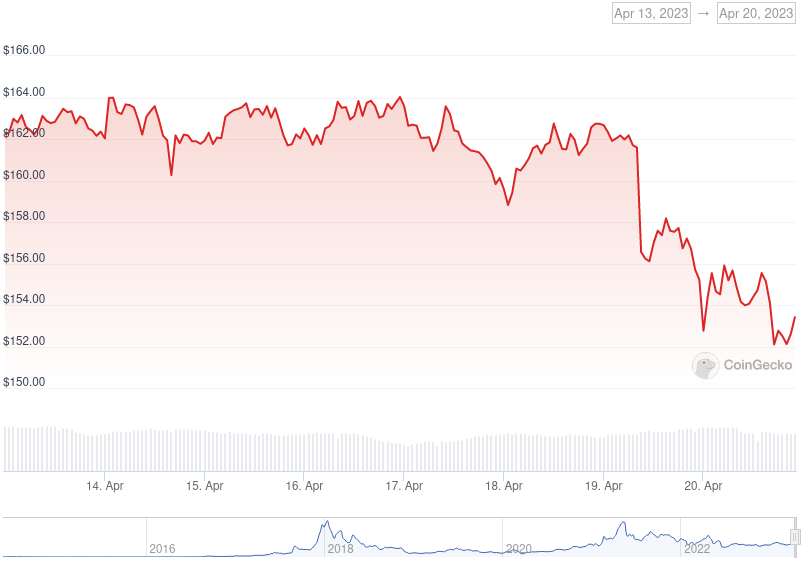 Apr 13, 2023 → Apr 20, 2023
$166.00
$164.00
$162.00
$160.00
$158.00
$156.00
$154.00
$152.00
CoinGecko
$150.00
14. Apr 15. Apr 16. Apr 17. Apr 18. Apr 19. Apr 20. Apr
2016 2018 2020 2022